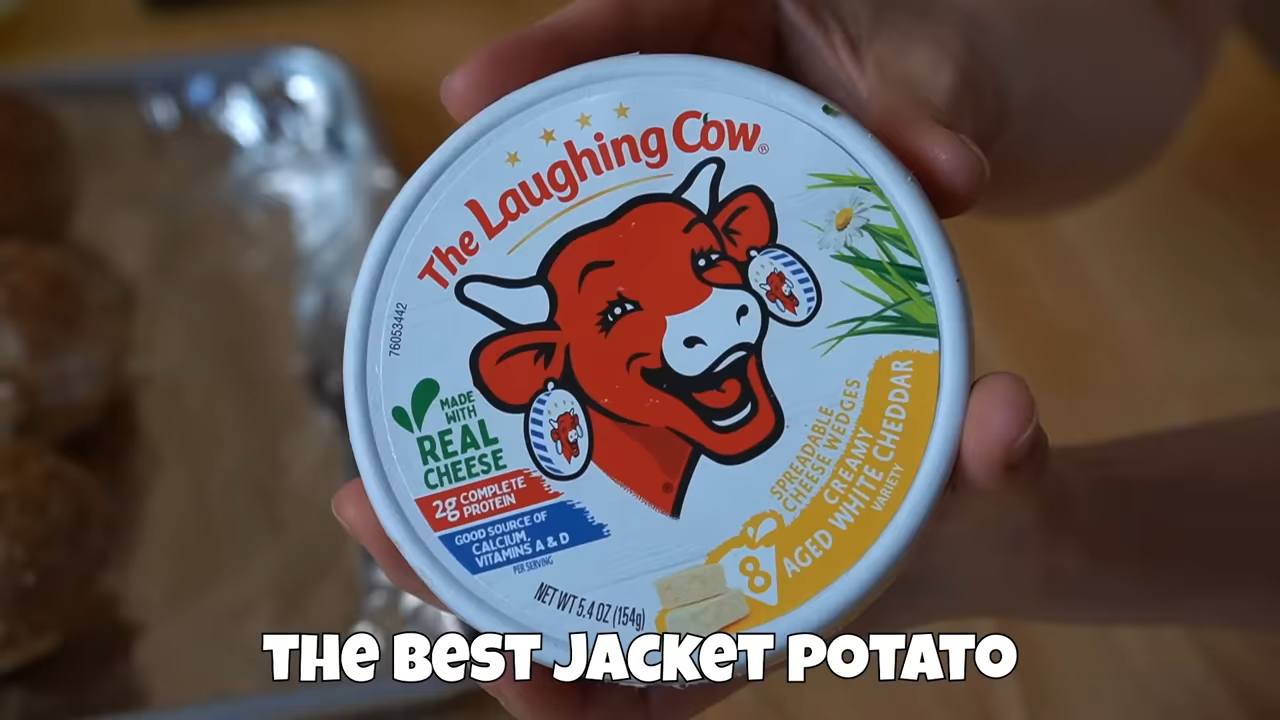 The Laughing Cow®
76053442
MADE
WITH
REAL
CHEESE
2g COMPLETE
PROTEIN
GOOD SOURCE OF
CALCIUM,
VITAMINS A & D
PER SERVING
SPREADABLE
CHEESE WEDGES
CREAMY
AGED WHITE CHEDDAR
VARIETY
8
NET WT 5.4 OZ (154g)
THE BEST JACKET POTATO